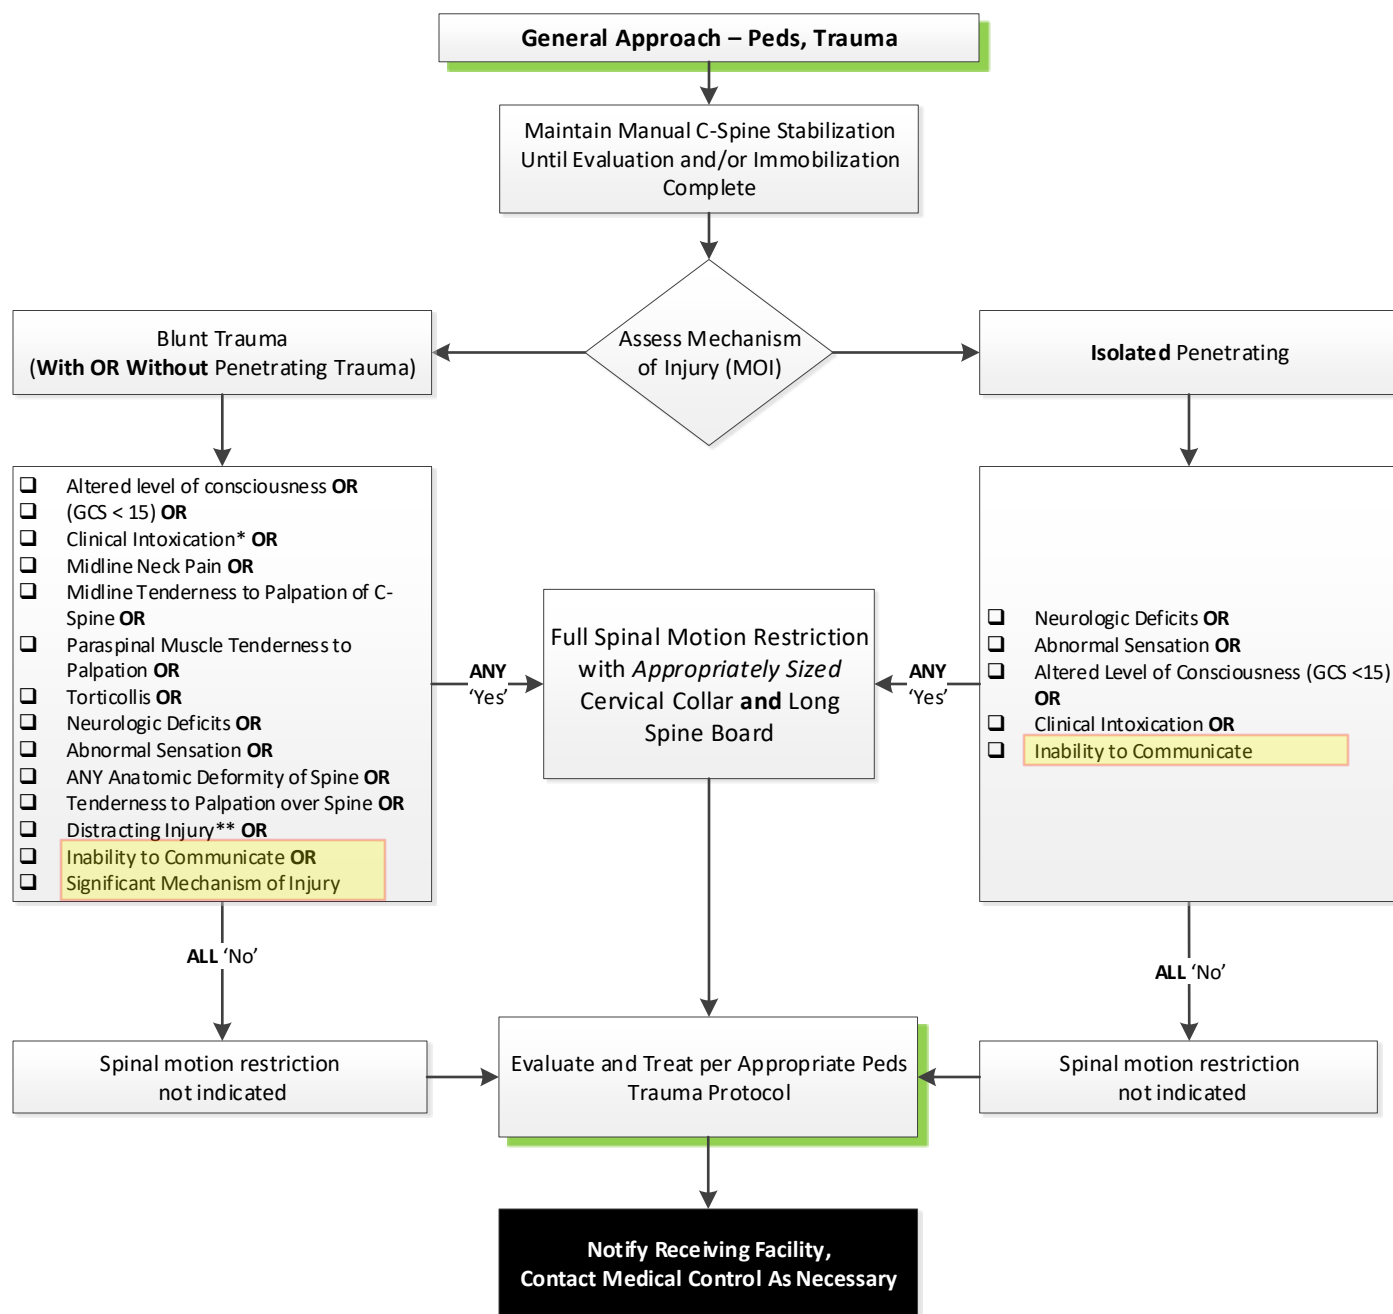 General Approach – Peds, Trauma
Maintain Manual C-Spine Stabilization
Until Evaluation and/or Immobilization
Complete
Assess Mechanism
of Injury (MOI)
Blunt Trauma
(With OR Without Penetrating Trauma)
Isolated Penetrating
❑ Altered level of consciousness OR
❑ (GCS < 15) OR
❑ Clinical Intoxication* OR
❑ Midline Neck Pain OR
❑ Midline Tenderness to Palpation of C-
Spine OR
❑ Paraspinal Muscle Tenderness to
Palpation OR
❑ Torticollis OR
❑ Neurologic Deficits OR
❑ Abnormal Sensation OR
❑ ANY Anatomic Deformity of Spine OR
❑ Tenderness to Palpation over Spine OR
❑ Distracting Injury** OR
❑ Inability to Communicate OR
❑ Significant Mechanism of Injury
ANY
‘Yes’
Full Spinal Motion Restriction
with Appropriately Sized
Cervical Collar and Long
Spine Board
ANY
‘Yes’
❑ Neurologic Deficits OR
❑ Abnormal Sensation OR
❑ Altered Level of Consciousness (GCS <15)
OR
❑ Clinical Intoxication OR
❑ Inability to Communicate
ALL ‘No’
ALL ‘No’
Spinal motion restriction
not indicated
Evaluate and Treat per Appropriate Peds
Trauma Protocol
Spinal motion restriction
not indicated
Notify Receiving Facility,
Contact Medical Control As Necessary